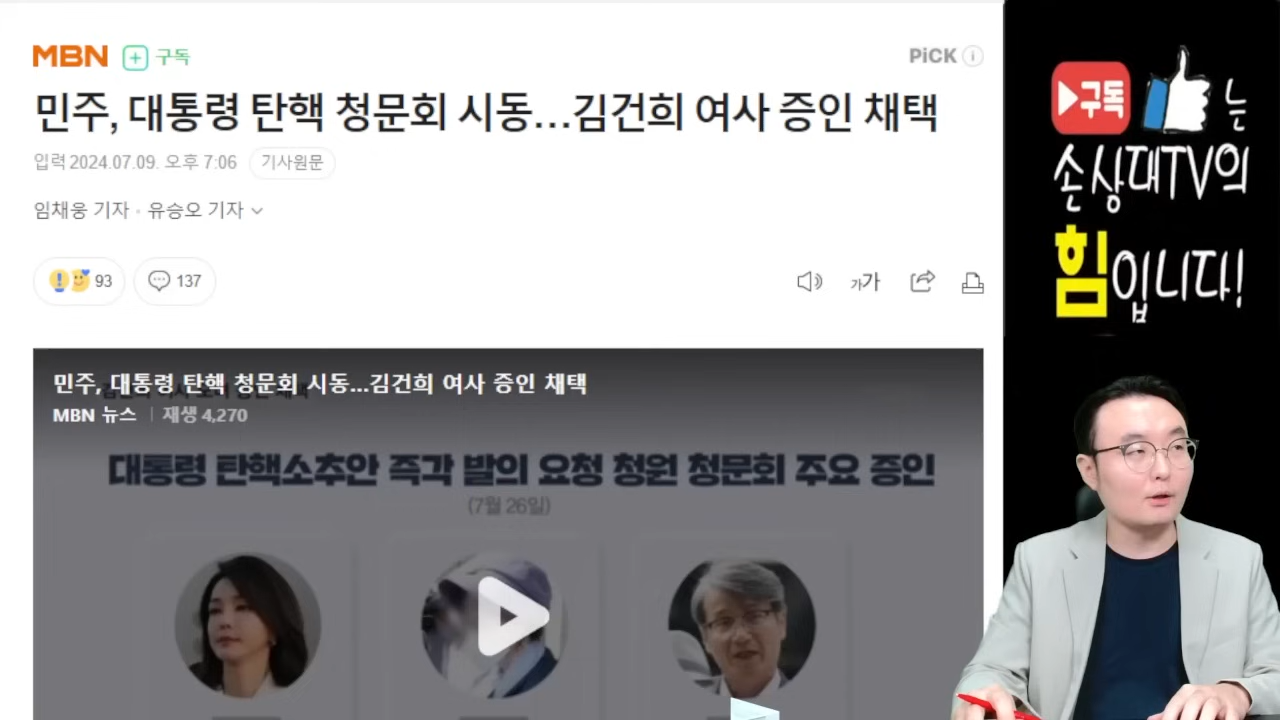 MBN 구독
PiCK
민주, 대통령 탄핵 청문회 시동...김건희 여사 증인 채택
입력 2024.07.09. 오후 7:06 기사원문
임채웅 기자 · 유승오 기자
93
137
가가
민주, 대통령 탄핵 청문회 시동...김건희 여사 증인 채택
MBN 뉴스 | 재생 4,270
대통령 탄핵소추안 즉각 발의 요청 청원 청문회 주요 증인
(7월 26일)
구독 는
손상대TV의
힘입니다!